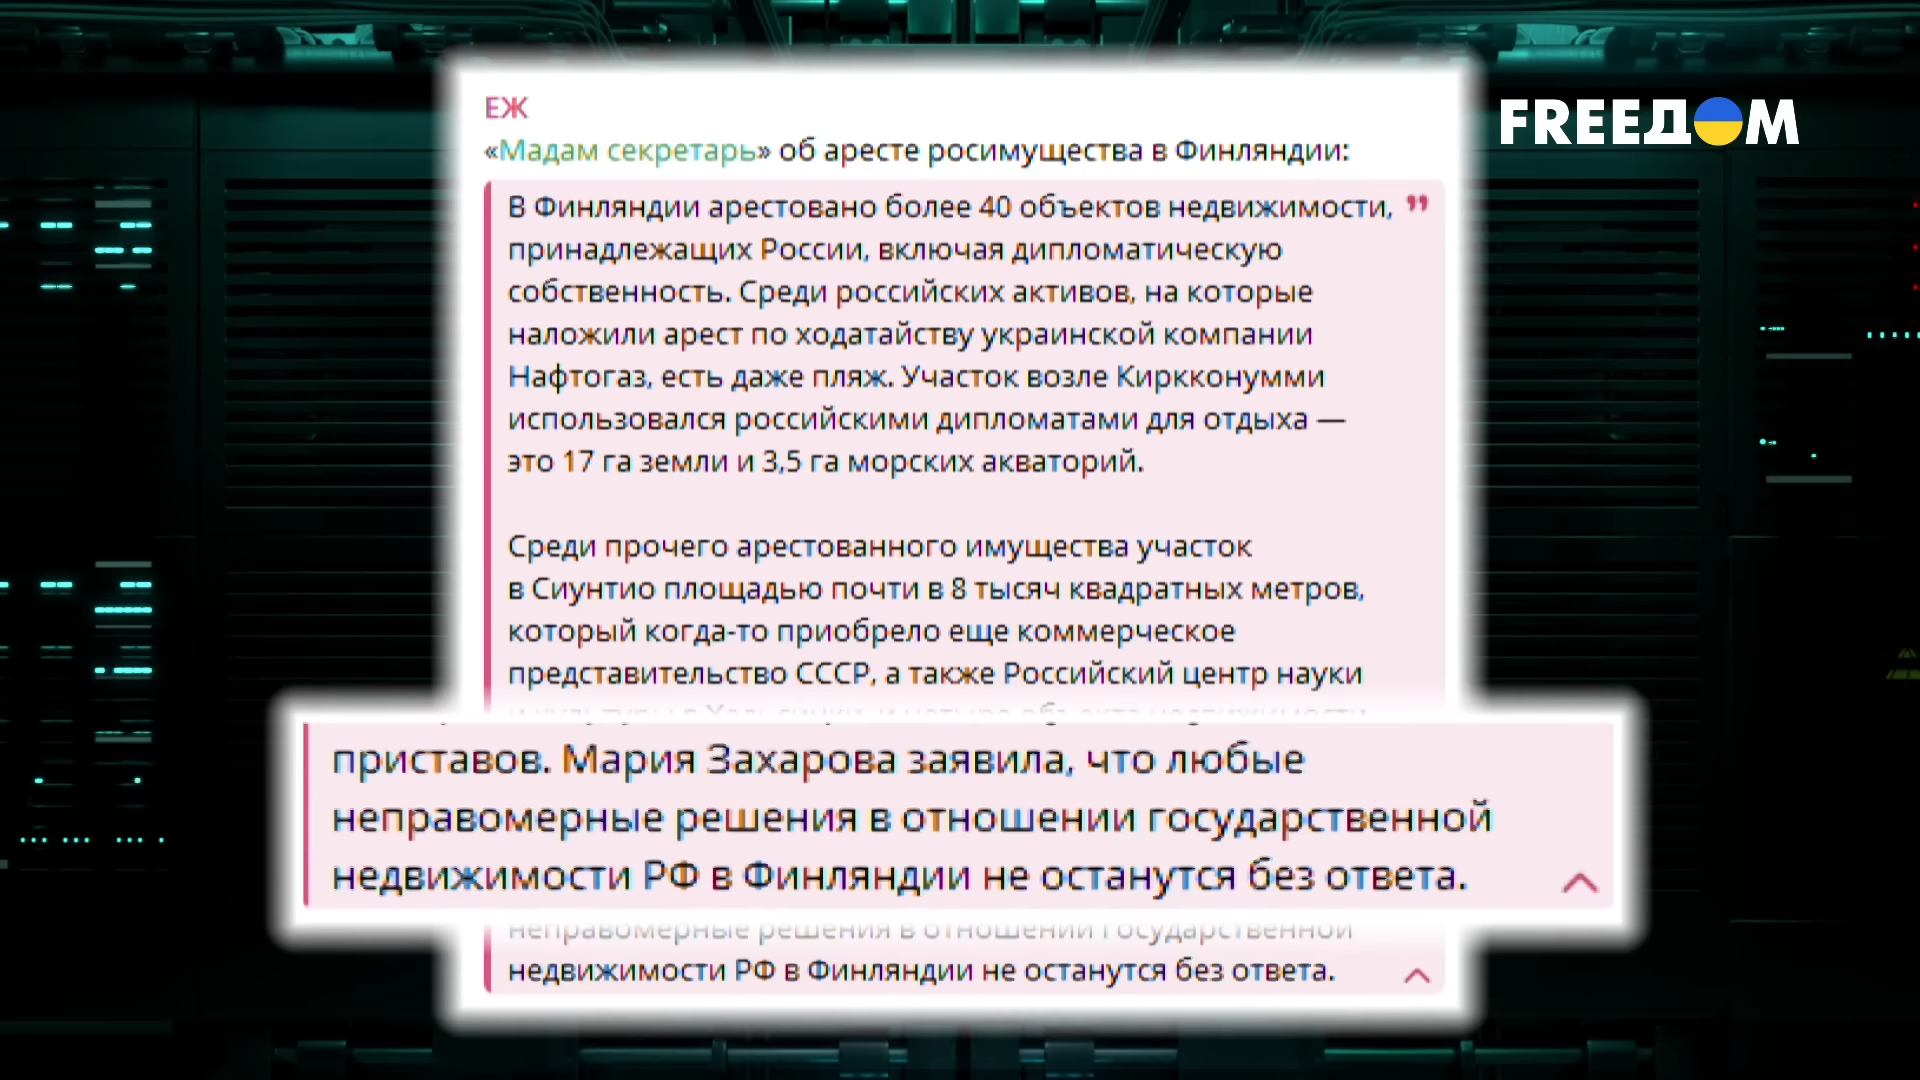 ЕЖ
FREEДOM
«Мадам секретарь» об аресте росимущества в Финляндии:
В Финляндии арестовано более 40 объектов недвижимости,
принадлежащих России, включая дипломатическую
собственность. Среди российских активов, на которые
наложили арест по ходатайству украинской компании
Нафтогаз, есть даже пляж. Участок возле Киркконумми
использовался российскими дипломатами для отдыха —
это 17 га земли и 3,5 га морских акваторий.
Среди прочего арестованного имущества участок
в Сиунтио площадью почти в 8 тысяч квадратных метров,
который когда-то приобрело еще коммерческое
представительство СССР, а также Российский центр науки
приставов. Мария Захарова заявила, что любые
неправомерные решения в отношении государственной
недвижимости РФ в Финляндии не останутся без ответа.
неправомерные решения в отношении государственной
недвижимости РФ в Финляндии не останутся без ответа.